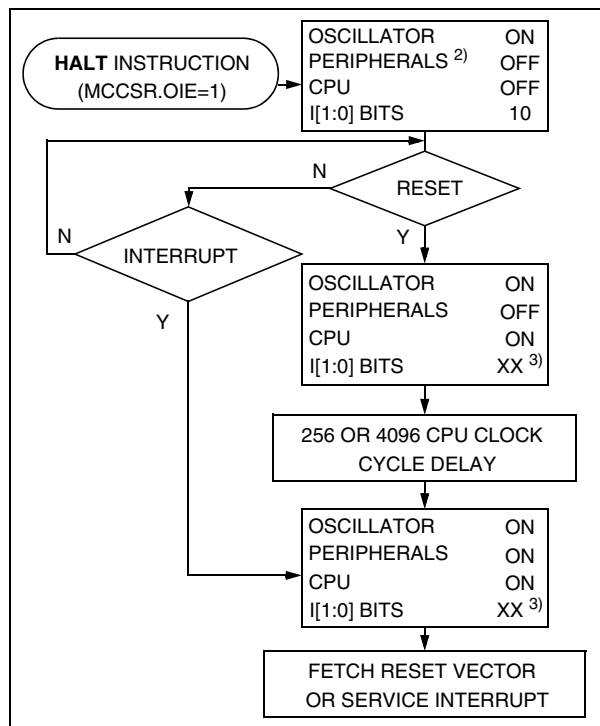 HALT INSTRUCTION
(MCCSR.OIE=1)
OSCILLATOR ON
PERIPHERALS 2) OFF
CPU OFF
I[1:0] BITS 10
N
RESET
N
INTERRUPT
Y
Y
OSCILLATOR ON
PERIPHERALS OFF
CPU ON
I[1:0] BITS XX 3)
256 OR 4096 CPU CLOCK
CYCLE DELAY
OSCILLATOR ON
PERIPHERALS ON
CPU ON
I[1:0] BITS XX 3)
FETCH RESET VECTOR
OR SERVICE INTERRUPT